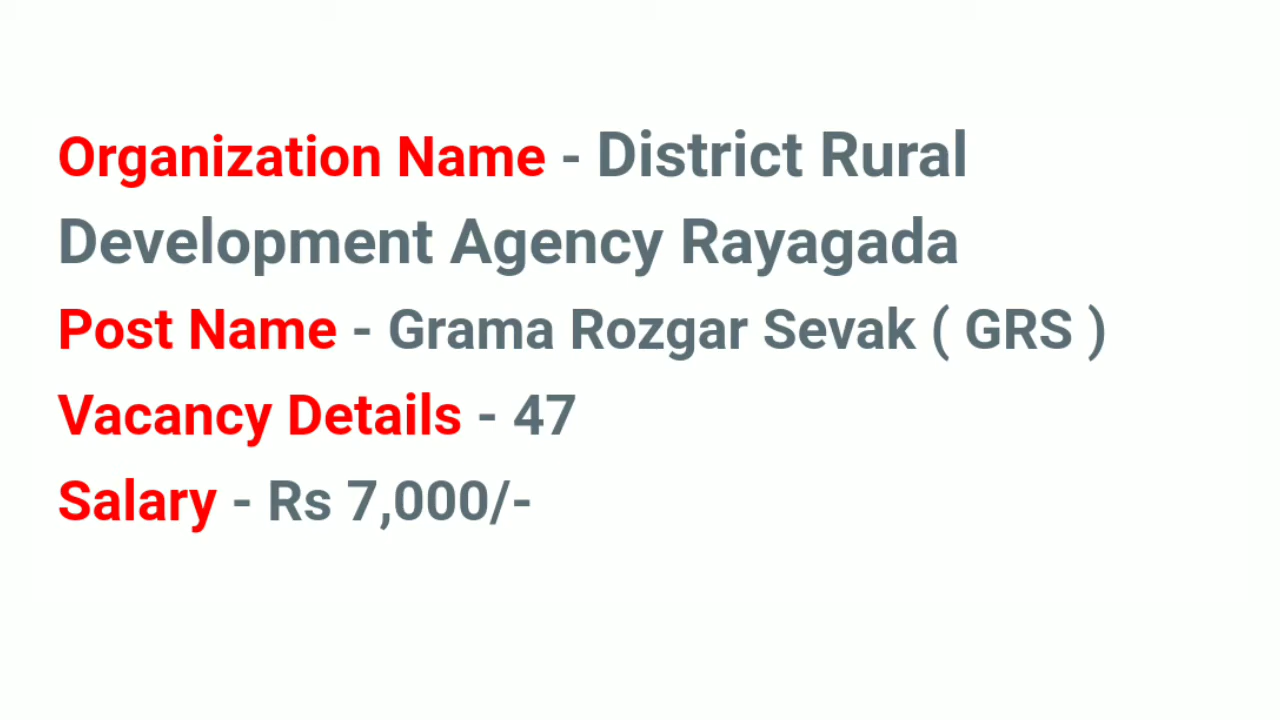 Organization Name - District Rural
Development Agency Rayagada
Post Name - Grama Rozgar Sevak ( GRS )
Vacancy Details - 47
Salary - Rs 7,000/-